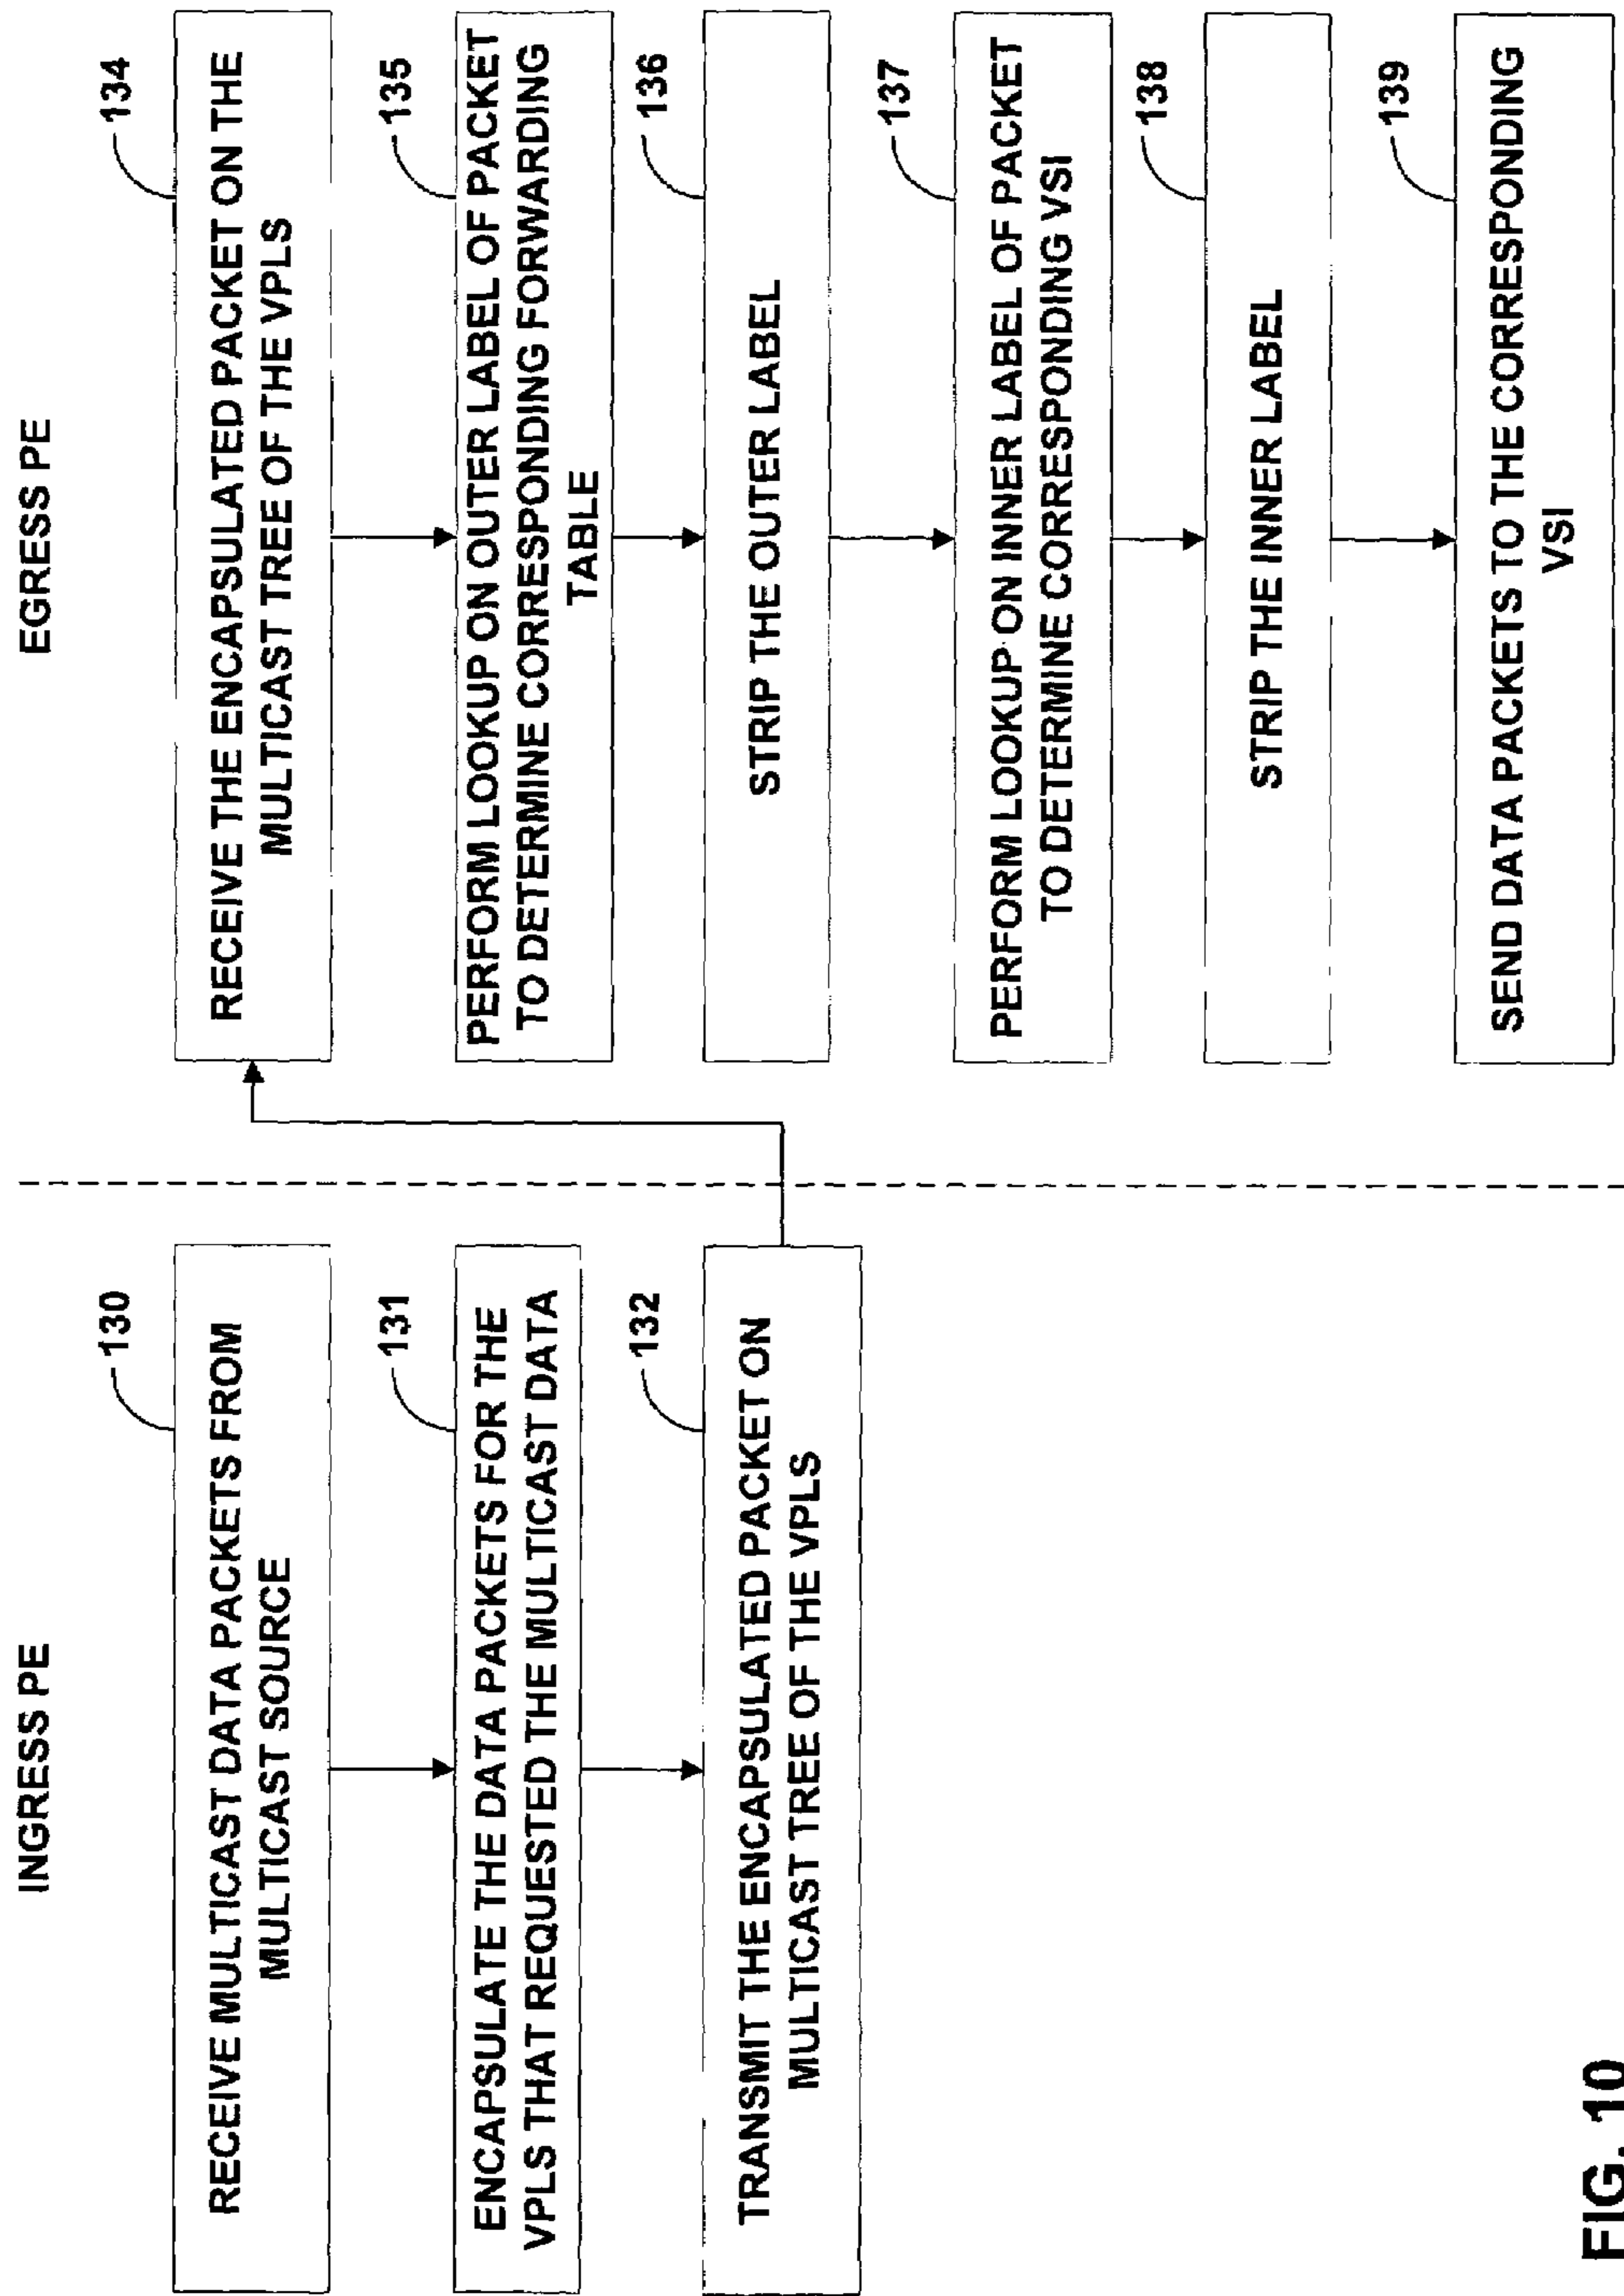 INGRESS PE
130
RECEIVE MULTICAST DATA PACKETS FROM
MULTICAST SOURCE
131
ENCAPSULATE THE DATA PACKETS FOR THE
VPLS THAT REQUESTED THE MULTICAST DATA
132
TRANSMIT THE ENCAPSULATED PACKET ON
MULTICAST TREE OF THE VPLS
EGRESS PE
134
RECEIVE THE ENCAPSULATED PACKET ON THE
MULTICAST TREE OF THE VPLS
135
PERFORM LOOKUP ON OUTER LABEL OF PACKET
TO DETERMINE CORRESPONDING FORWARDING
TABLE
136
STRIP THE OUTER LABEL
137
PERFORM LOOKUP ON INNER LABEL OF PACKET
TO DETERMINE CORRESPONDING VSI
138
STRIP THE INNER LABEL
139
SEND DATA PACKETS TO THE CORRESPONDING
VSI
FIG. 10